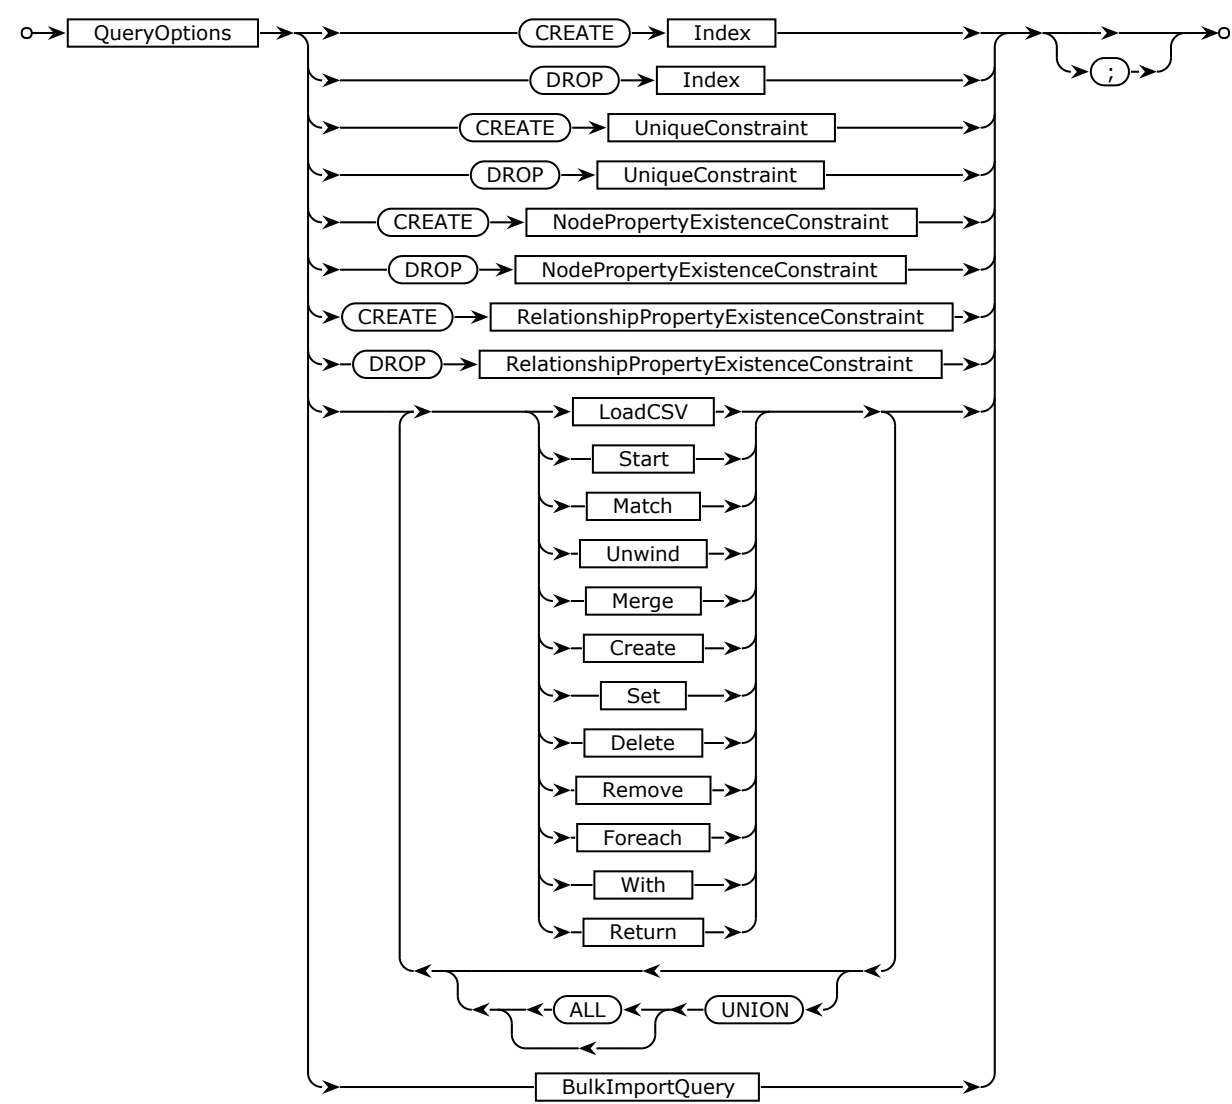 QueryOptions CREATE Index
;
DROP Index
CREATE UniqueConstraint
DROP UniqueConstraint
CREATE NodePropertyExistenceConstraint
DROP NodePropertyExistenceConstraint
CREATE RelationshipPropertyExistenceConstraint
DROP RelationshipPropertyExistenceConstraint
LoadCSV
Start
Match
Unwind
Merge
Create
Set
Delete
Remove
Foreach
With
Return
ALL UNION
BulkImportQuery